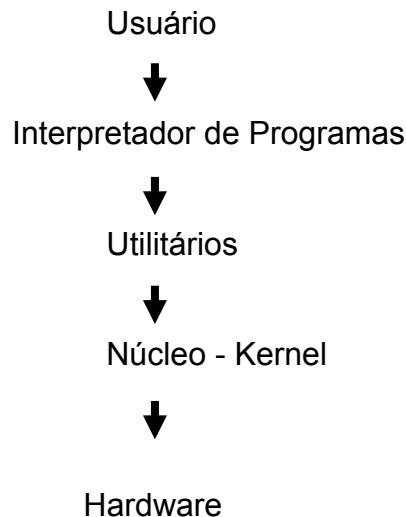 Usuário
Interpretador de Programas
Utilitários
Núcleo - Kernel
Hardware